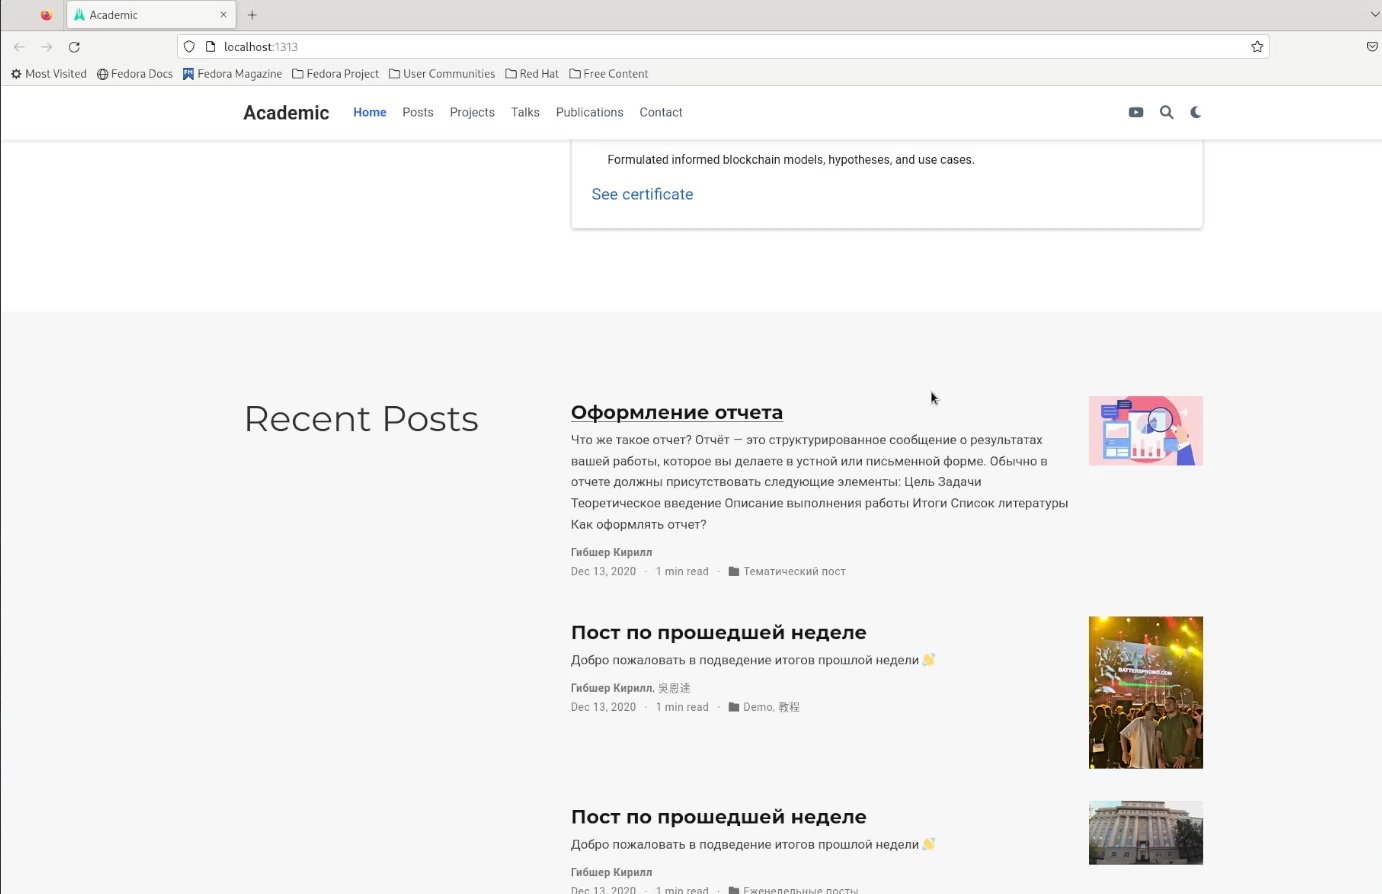 Academic
localhost:1313
Most Visited Fedora Docs Fedora Magazine Fedora Project User Communities Red Hat Free Content
Academic Home Posts Projects Talks Publications Contact
Formulated informed blockchain models, hypotheses, and use cases.
See certificate
Recent Posts
Оформление отчета
Что же такое отчет? Отчёт — это структурированное сообщение о результатах
вашей работы, которое вы делаете в устной или письменной форме. Обычно в
отчете должны присутствовать следующие элементы: Цель Задачи
Теоретическое введение Описание выполнения работы Итоги Список литературы
Как оформлять отчет?
Гибшер Кирилл
Dec 13, 2020 · 1 min read · Тематический пост
Пост по прошедшей неделе
Добро пожаловать в подведение итогов прошлой недели 👋
Гибшер Кирилл, 吳恩達
Dec 13, 2020 · 1 min read · Demo, 教程
BATTERSPROMO.COM
Пост по прошедшей неделе
Добро пожаловать в подведение итогов прошлой недели 👋
Гибшер Кирилл
Dec 13, 2020 · 1 min read · Еженедельные посты